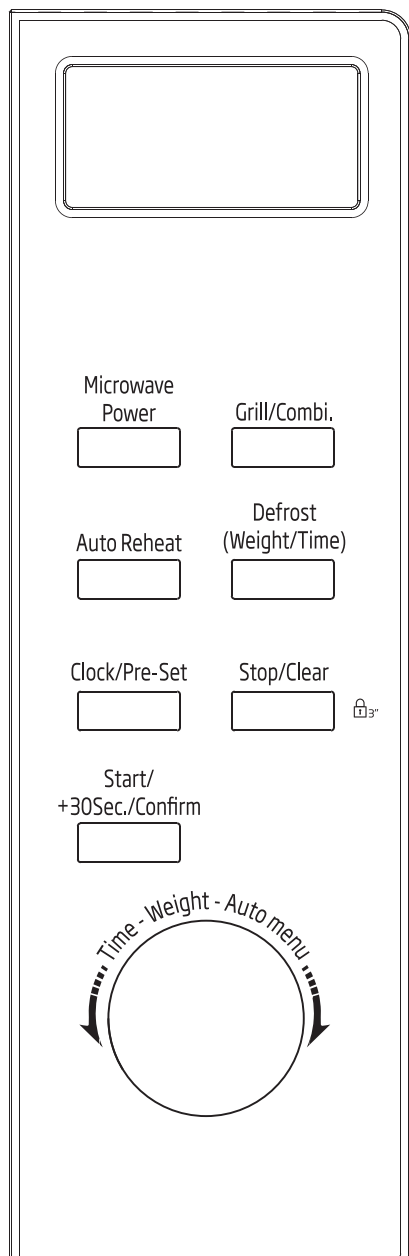 Microwave
Power
Grill/Combi.
Auto Reheat
Defrost
(Weight/Time)
Clock/Pre-Set
Stop/Clear
3"
Start/
+30Sec./Confirm
Time - Weight - Auto menu